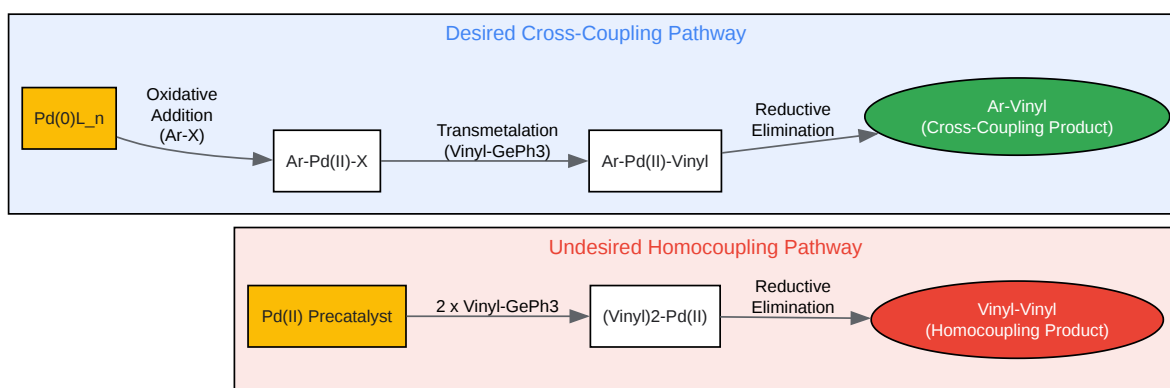 Desired Cross-Coupling Pathway
Pd(0)L_n
Oxidative
Addition
(Ar-X)
Ar-Pd(II)-X
Transmetalation
(Vinyl-GePh3)
Ar-Pd(II)-Vinyl
Reductive
Elimination
Ar-Vinyl
(Cross-Coupling Product)
Undesired Homocoupling Pathway
Pd(II) Precatalyst
2 x Vinyl-GePh3
(Vinyl)2-Pd(II)
Reductive
Elimination
Vinyl-Vinyl
(Homocoupling Product)